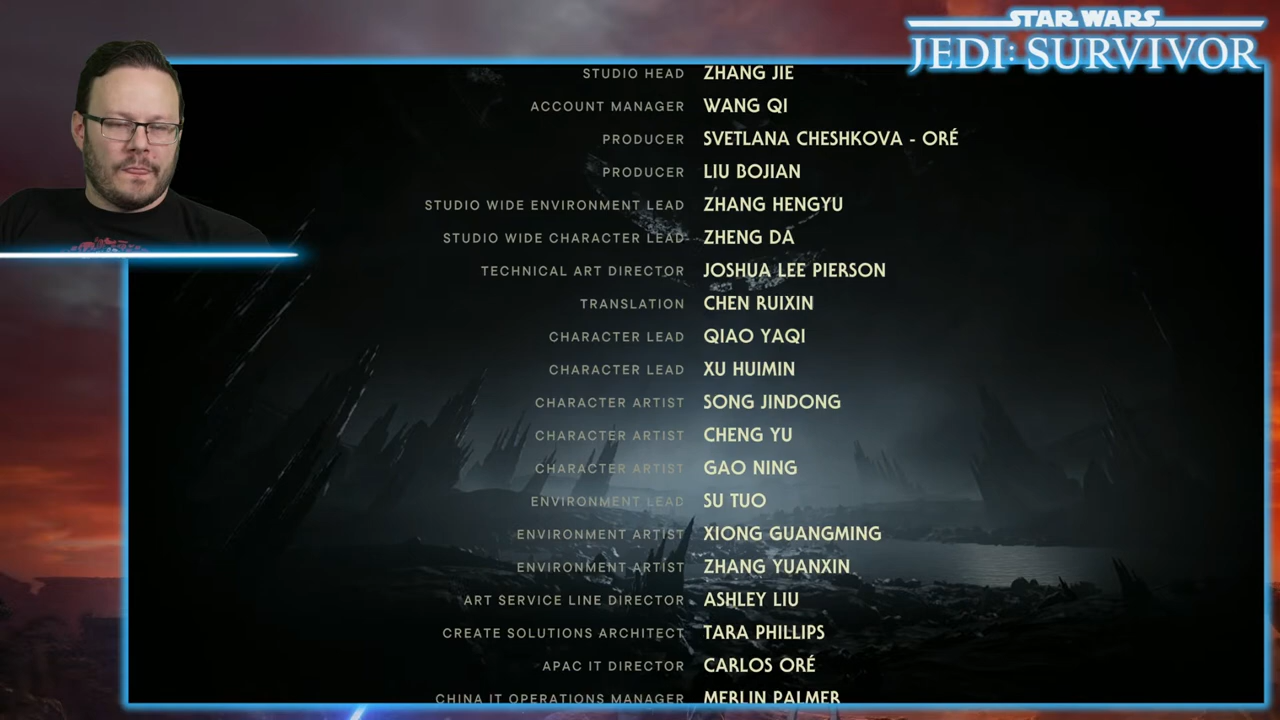 STAR WARS
JEDI: SURVIVOR
STUDIO HEAD ZHANG JIE
ACCOUNT MANAGER WANG QI
PRODUCER SVETLANA CHESHKOVA - ORÉ
PRODUCER LIU BOJIAN
STUDIO WIDE ENVIRONMENT LEAD ZHANG HENGYU
STUDIO WIDE CHARACTER LEAD ZHENG DA
TECHNICAL ART DIRECTOR JOSHUA LEE PIERSON
TRANSLATION CHEN RUIXIN
CHARACTER LEAD QIAO YAQI
CHARACTER LEAD XU HUIMIN
CHARACTER ARTIST SONG JINDONG
CHARACTER ARTIST CHENG YU
CHARACTER ARTIST GAO NING
ENVIRONMENT LEAD SU TUO
ENVIRONMENT ARTIST XIONG GUANGMING
ENVIRONMENT ARTIST ZHANG YUANXIN
ART SERVICE LINE DIRECTOR ASHLEY LIU
CREATE SOLUTIONS ARCHITECT TARA PHILLIPS
APAC IT DIRECTOR CARLOS ORÉ
CHINA IT OPERATIONS MANAGER MERLIN PALMER